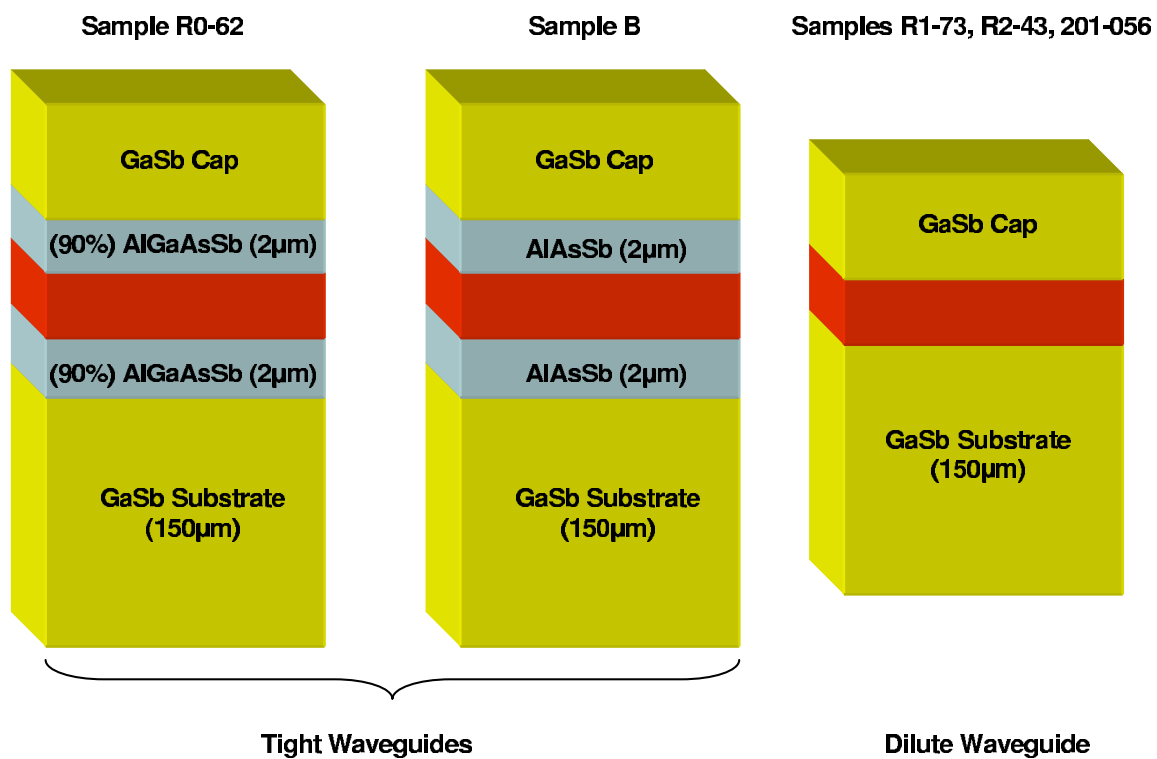 Sample R0-62
Sample B
Samples R1-73, R2-43, 201-056
GaSb Cap
(90%) AlGaAsSb (2µm)
(90%) AlGaAsSb (2µm)
GaSb Substrate
(150µm)
GaSb Cap
AlAsSb (2µm)
AlAsSb (2µm)
GaSb Substrate
(150µm)
GaSb Cap
GaSb Substrate
(150µm)
Tight Waveguides
Dilute Waveguide